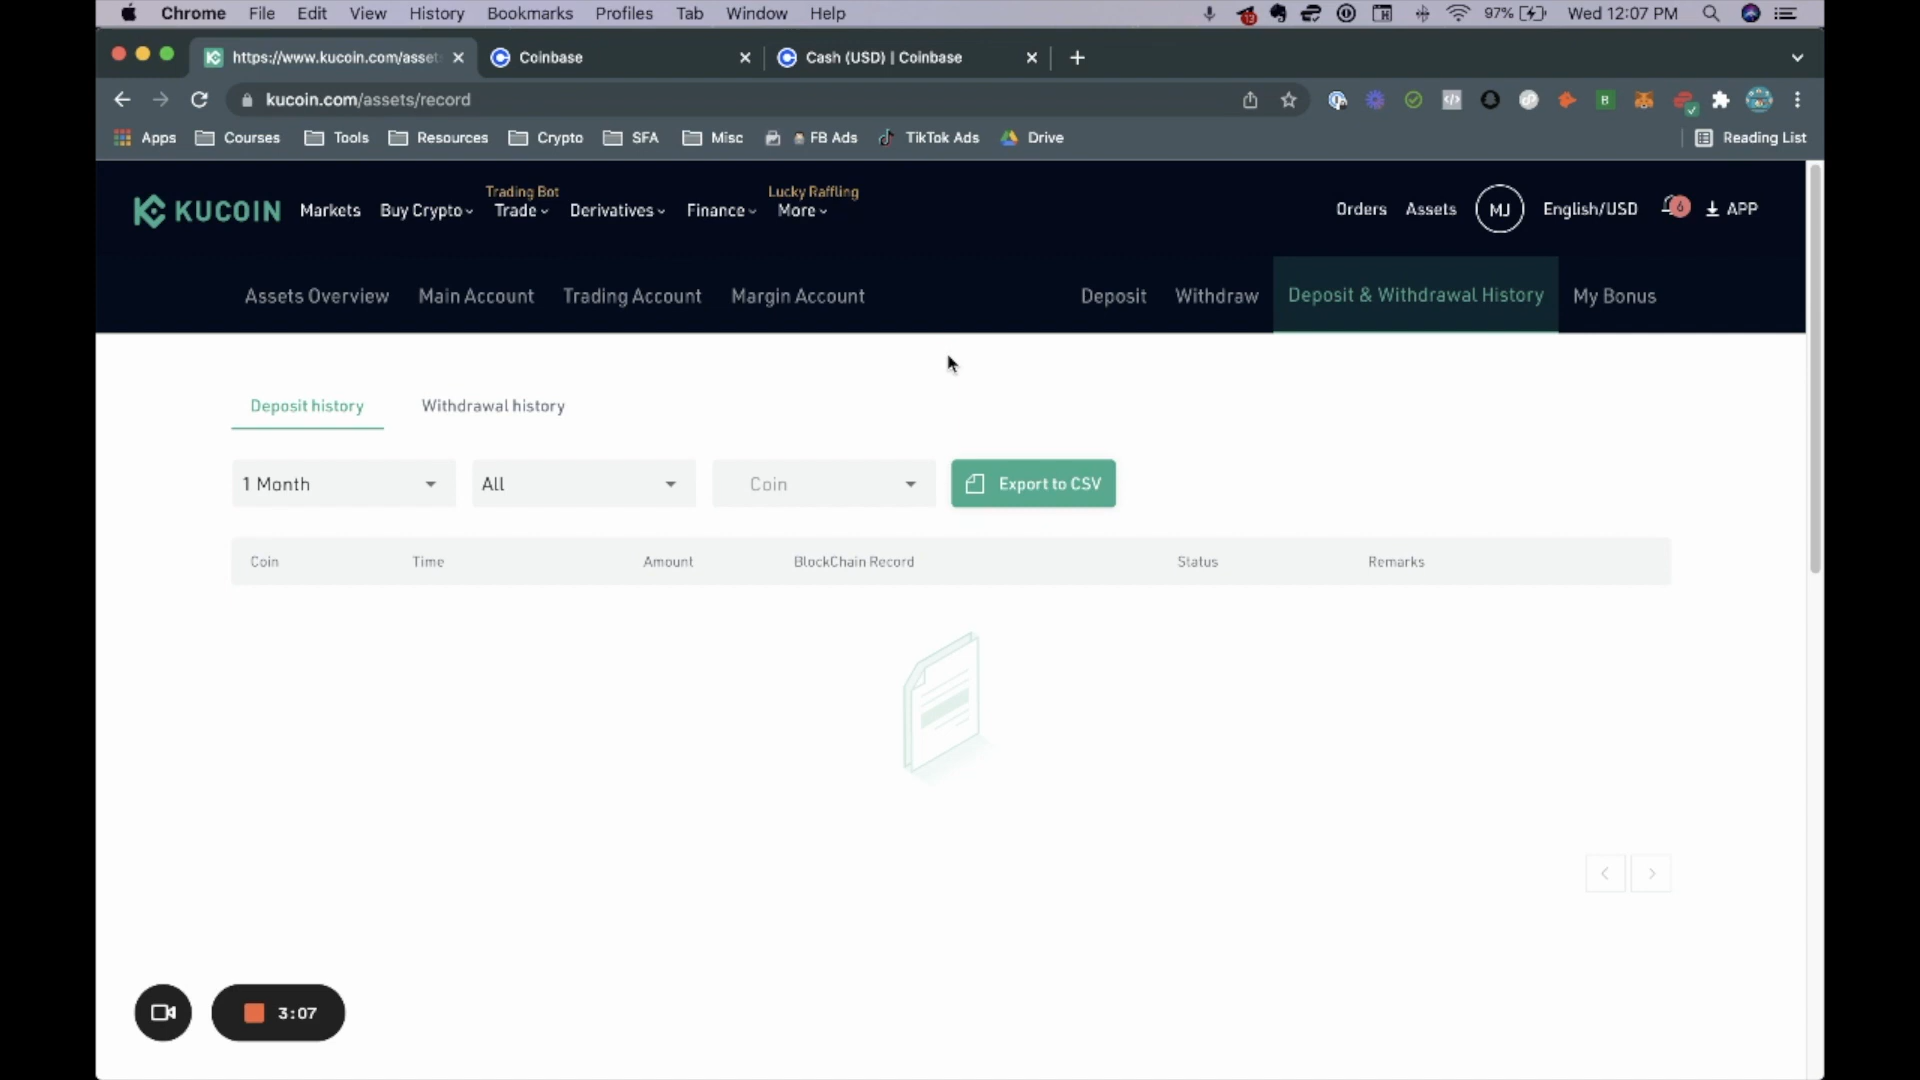 Chrome File Edit View History Bookmarks Profiles Tab Window Help 97% Wed 12:07 PM
https://www.kucoin.com/asset Coinbase Cash (USD) | Coinbase
kucoin.com/assets/record
Apps Courses Tools Resources Crypto SFA Misc FB Ads TikTok Ads Drive Reading List
Trading Bot Lucky Raffling
KUCOIN Markets Buy Crypto Trade Derivatives Finance More Orders Assets MJ English/USD 6 APP
Assets Overview Main Account Trading Account Margin Account Deposit Withdraw Deposit & Withdrawal History My Bonus
Deposit history Withdrawal history
1 Month All Coin Export to CSV
Coin Time Amount BlockChain Record Status Remarks
3:07